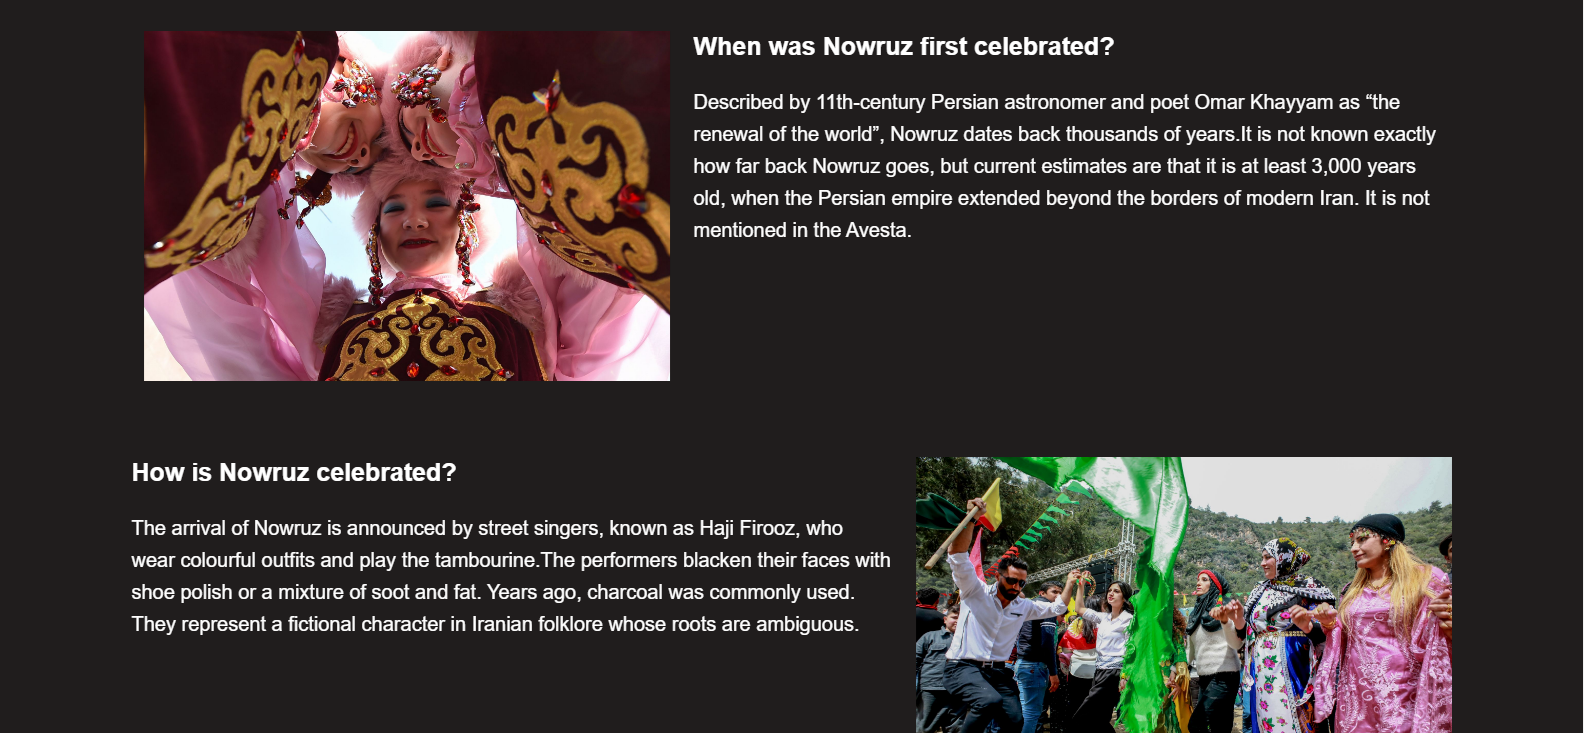 When was Nowruz first celebrated?
Described by 11th-century Persian astronomer and poet Omar Khayyam as “the
renewal of the world”, Nowruz dates back thousands of years.It is not known exactly
how far back Nowruz goes, but current estimates are that it is at least 3,000 years
old, when the Persian empire extended beyond the borders of modern Iran. It is not
mentioned in the Avesta.
How is Nowruz celebrated?
The arrival of Nowruz is announced by street singers, known as Haji Firooz, who
wear colourful outfits and play the tambourine.The performers blacken their faces with
shoe polish or a mixture of soot and fat. Years ago, charcoal was commonly used.
They represent a fictional character in Iranian folklore whose roots are ambiguous.